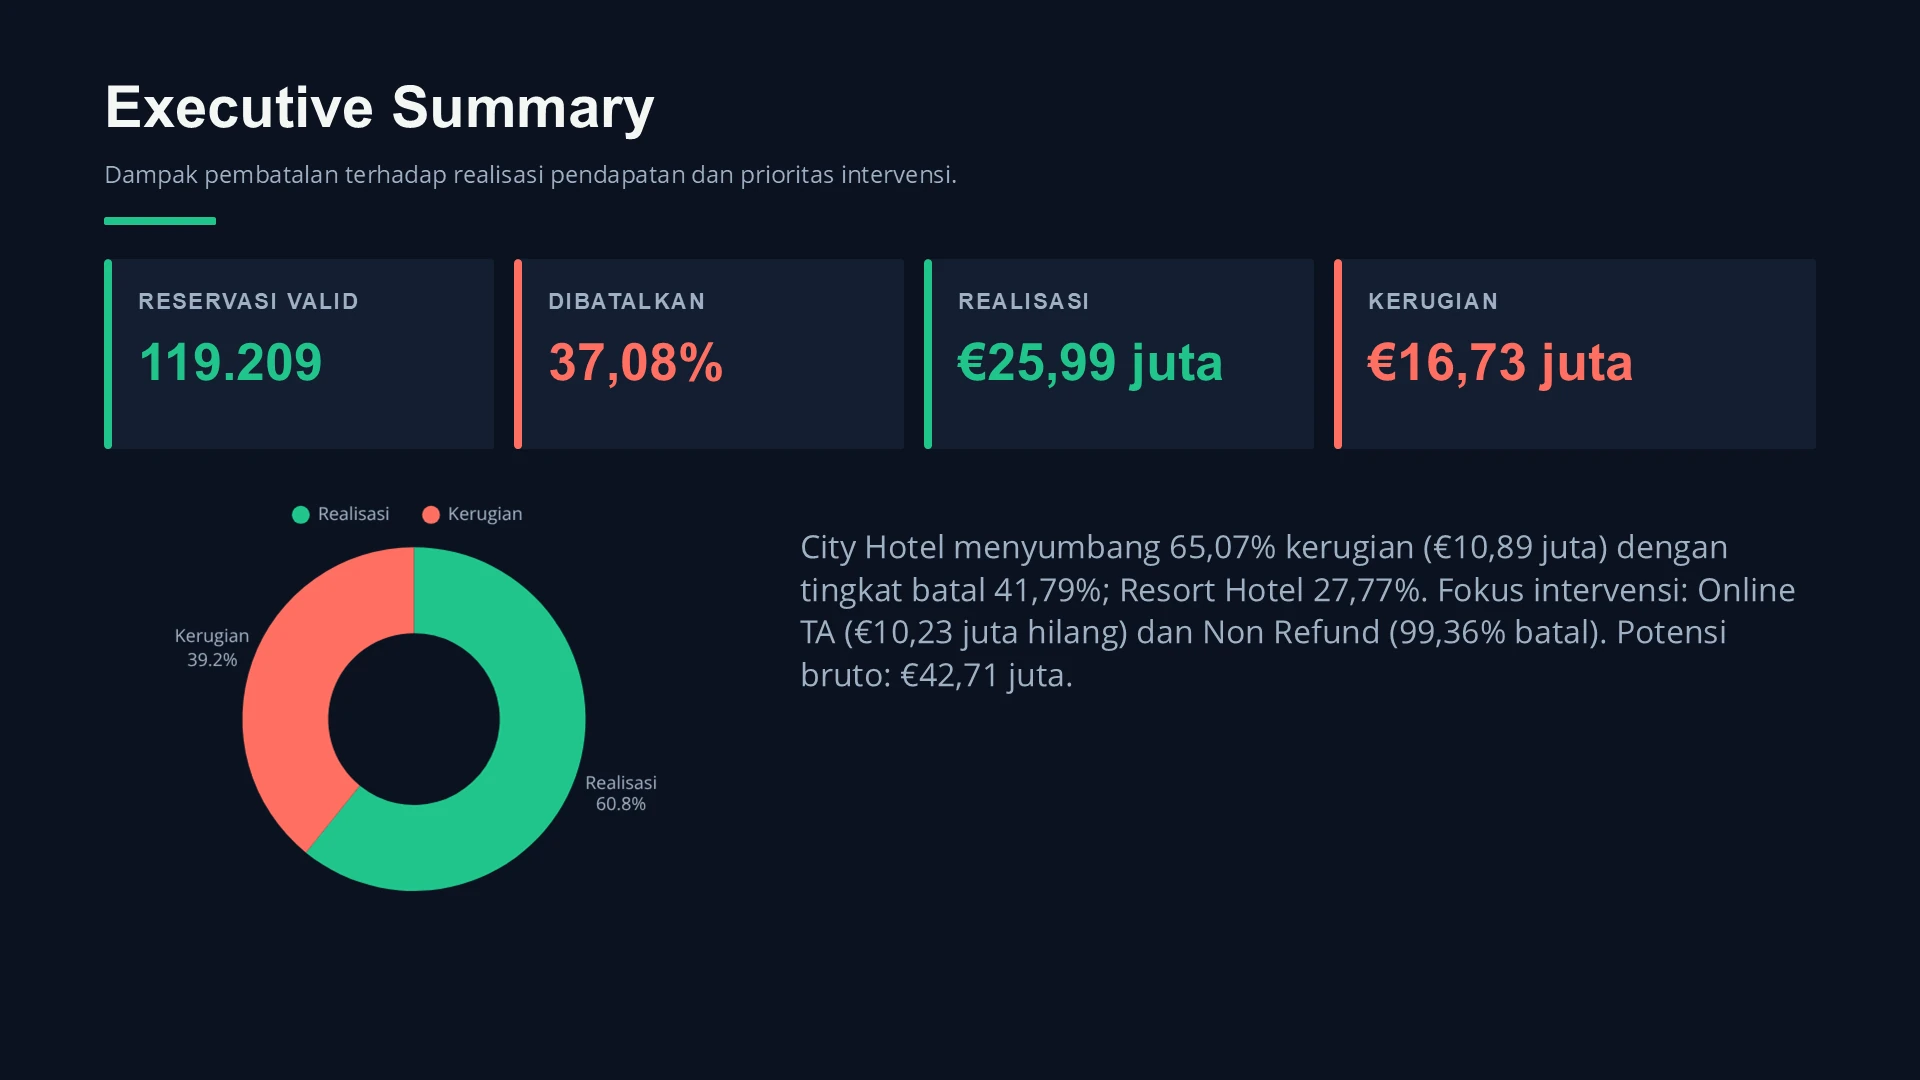 Executive Summary
Dampak pembatalan terhadap realisasi pendapatan dan prioritas intervensi.
RESERVASI VALID
119.209
DIBATALKAN
37,08%
REALISASI
€25,99 juta
KERUGIAN
€16,73 juta
Realisasi
Kerugian
Kerugian
39.2%
Realisasi
60.8%
City Hotel menyumbang 65,07% kerugian (€10,89 juta) dengan
tingkat batal 41,79%; Resort Hotel 27,77%. Fokus intervensi: Online
TA (€10,23 juta hilang) dan Non Refund (99,36% batal). Potensi
bruto: €42,71 juta.